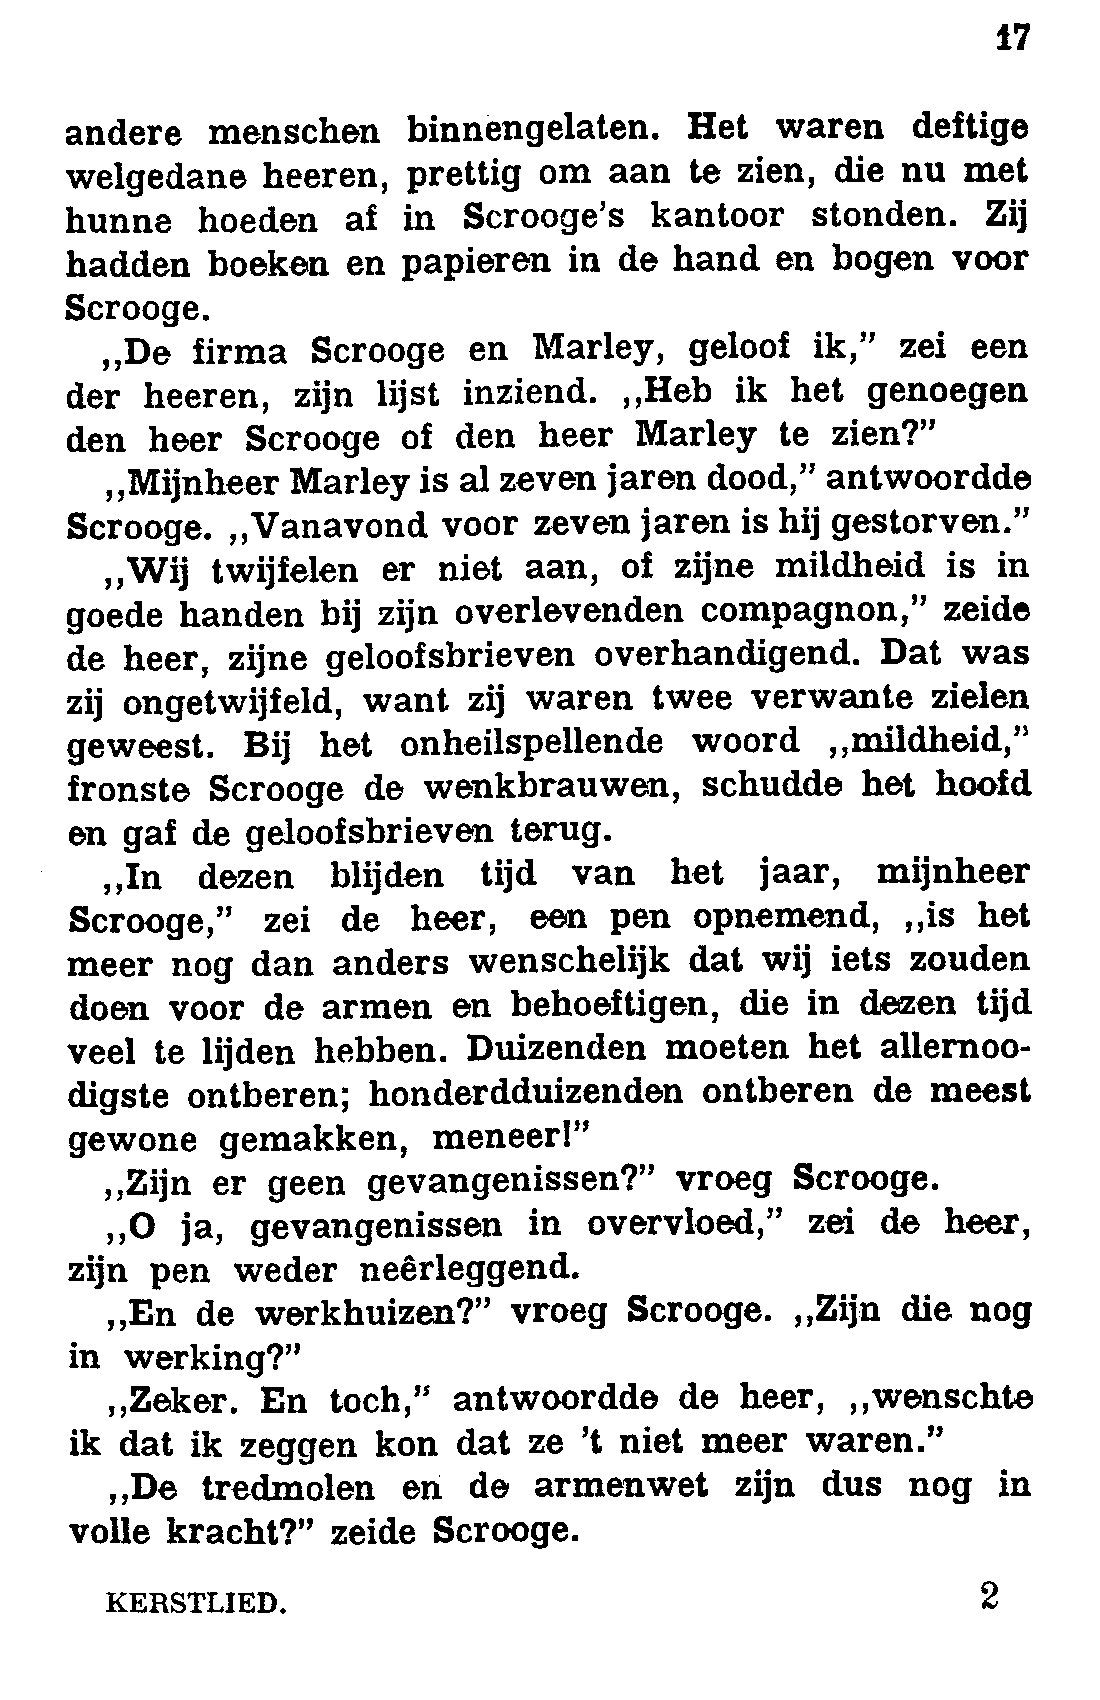 17
andere menschen binnengelaten. Het waren deftige
welgedane heeren, prettig om aan te zien, die nu met
hunne hoeden af in Scrooge's kantoor stonden. Zij
hadden boeken en papieren in de hand en bogen voor
Scrooge.
„De firma Scrooge en Marley, geloof ik,” zei een
der heeren, zijn lijst inziend. „Heb ik het genoegen
den heer Scrooge of den heer Marley te zien?”
„Mijnheer Marley is al zeven jaren dood,” antwoordde
Scrooge. „Vanavond voor zeven jaren is hij gestorven.”
„Wij twijfelen er niet aan, of zijne mildheid is in
goede handen bij zijn overlevenden compagnon,” zeide
de heer, zijne geloofsbrieven overhandigend. Dat was
zij ongetwijfeld, want zij waren twee verwante zielen
geweest. Bij het onheilspellende woord „mildheid,”
fronste Scrooge de wenkbrauwen, schudde het hoofd
en gaf de geloofsbrieven terug.
„In dezen blijden tijd van het jaar, mijnheer
Scrooge,” zei de heer, een pen opnemend, „is het
meer nog dan anders wenschelijk dat wij iets zouden
doen voor de armen en behoeftigen, die in dezen tijd
veel te lijden hebben. Duizenden moeten het allernoo-
digste ontberen; honderdduizenden ontberen de meest
gewone gemakken, meneer!”
„Zijn er geen gevangenissen?” vroeg Scrooge.
„O ja, gevangenissen in overvloed,” zei de heer,
zijn pen weder neêrleggend.
„En de werkhuizen?” vroeg Scrooge. „Zijn die nog
in werking?”
„Zeker. En toch,” antwoordde de heer, „wenschte
ik dat ik zeggen kon dat ze 't niet meer waren.”
„De tredmolen en de armenwet zijn dus nog in
volle kracht?” zeide Scrooge.
KERSTLIED. 2